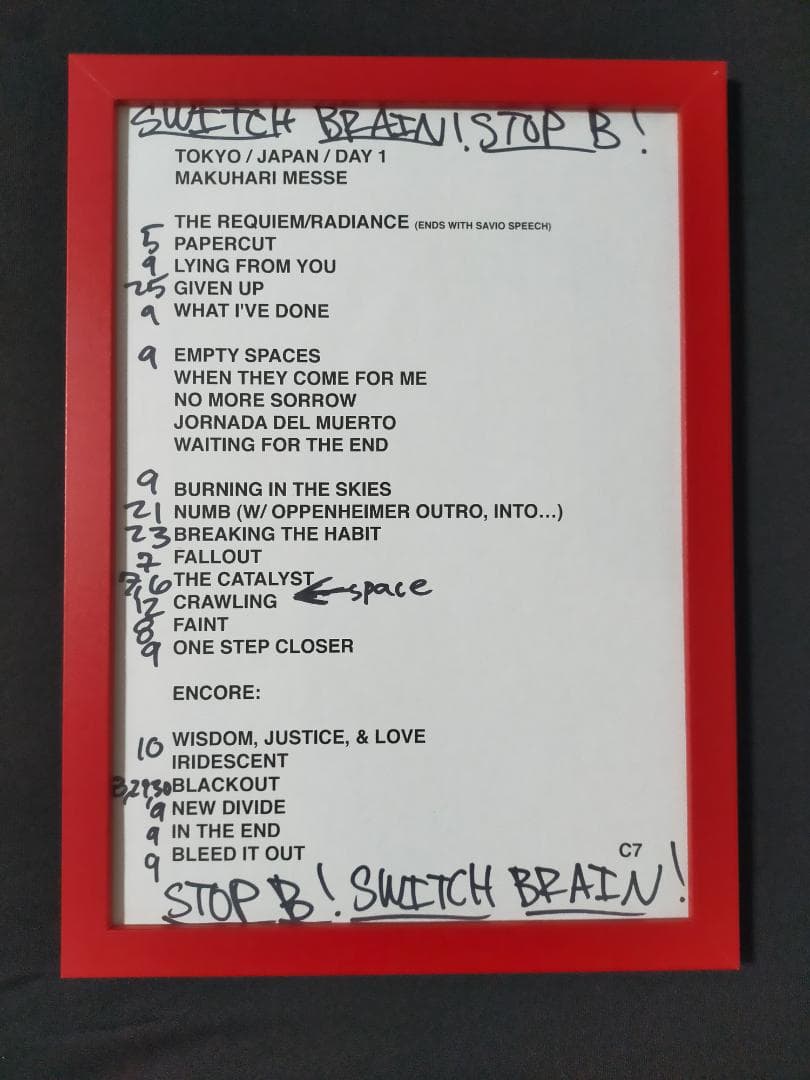 SWITCH BRAIN! STOP B!
TOKYO / JAPAN / DAY 1
MAKUHARI MESSE
THE REQUIEM/RADIANCE (ENDS WITH SAVIO SPEECH)
5 PAPERCUT
9 LYING FROM YOU
25 GIVEN UP
9 WHAT I'VE DONE
9 EMPTY SPACES
WHEN THEY COME FOR ME
NO MORE SORROW
JORNADA DEL MUERTO
WAITING FOR THE END
9 BURNING IN THE SKIES
21 NUMB (W/ OPPENHEIMER OUTRO, INTO...)
23 BREAKING THE HABIT
7 FALLOUT
7,6 THE CATALYST
space
12 CRAWLING
8 FAINT
9 ONE STEP CLOSER
ENCORE:
10 WISDOM, JUSTICE, & LOVE
IRIDESCENT
BLACKOUT
9 NEW DIVIDE
9 IN THE END
9 BLEED IT OUT
C7
STOP B! SWITCH BRAIN!